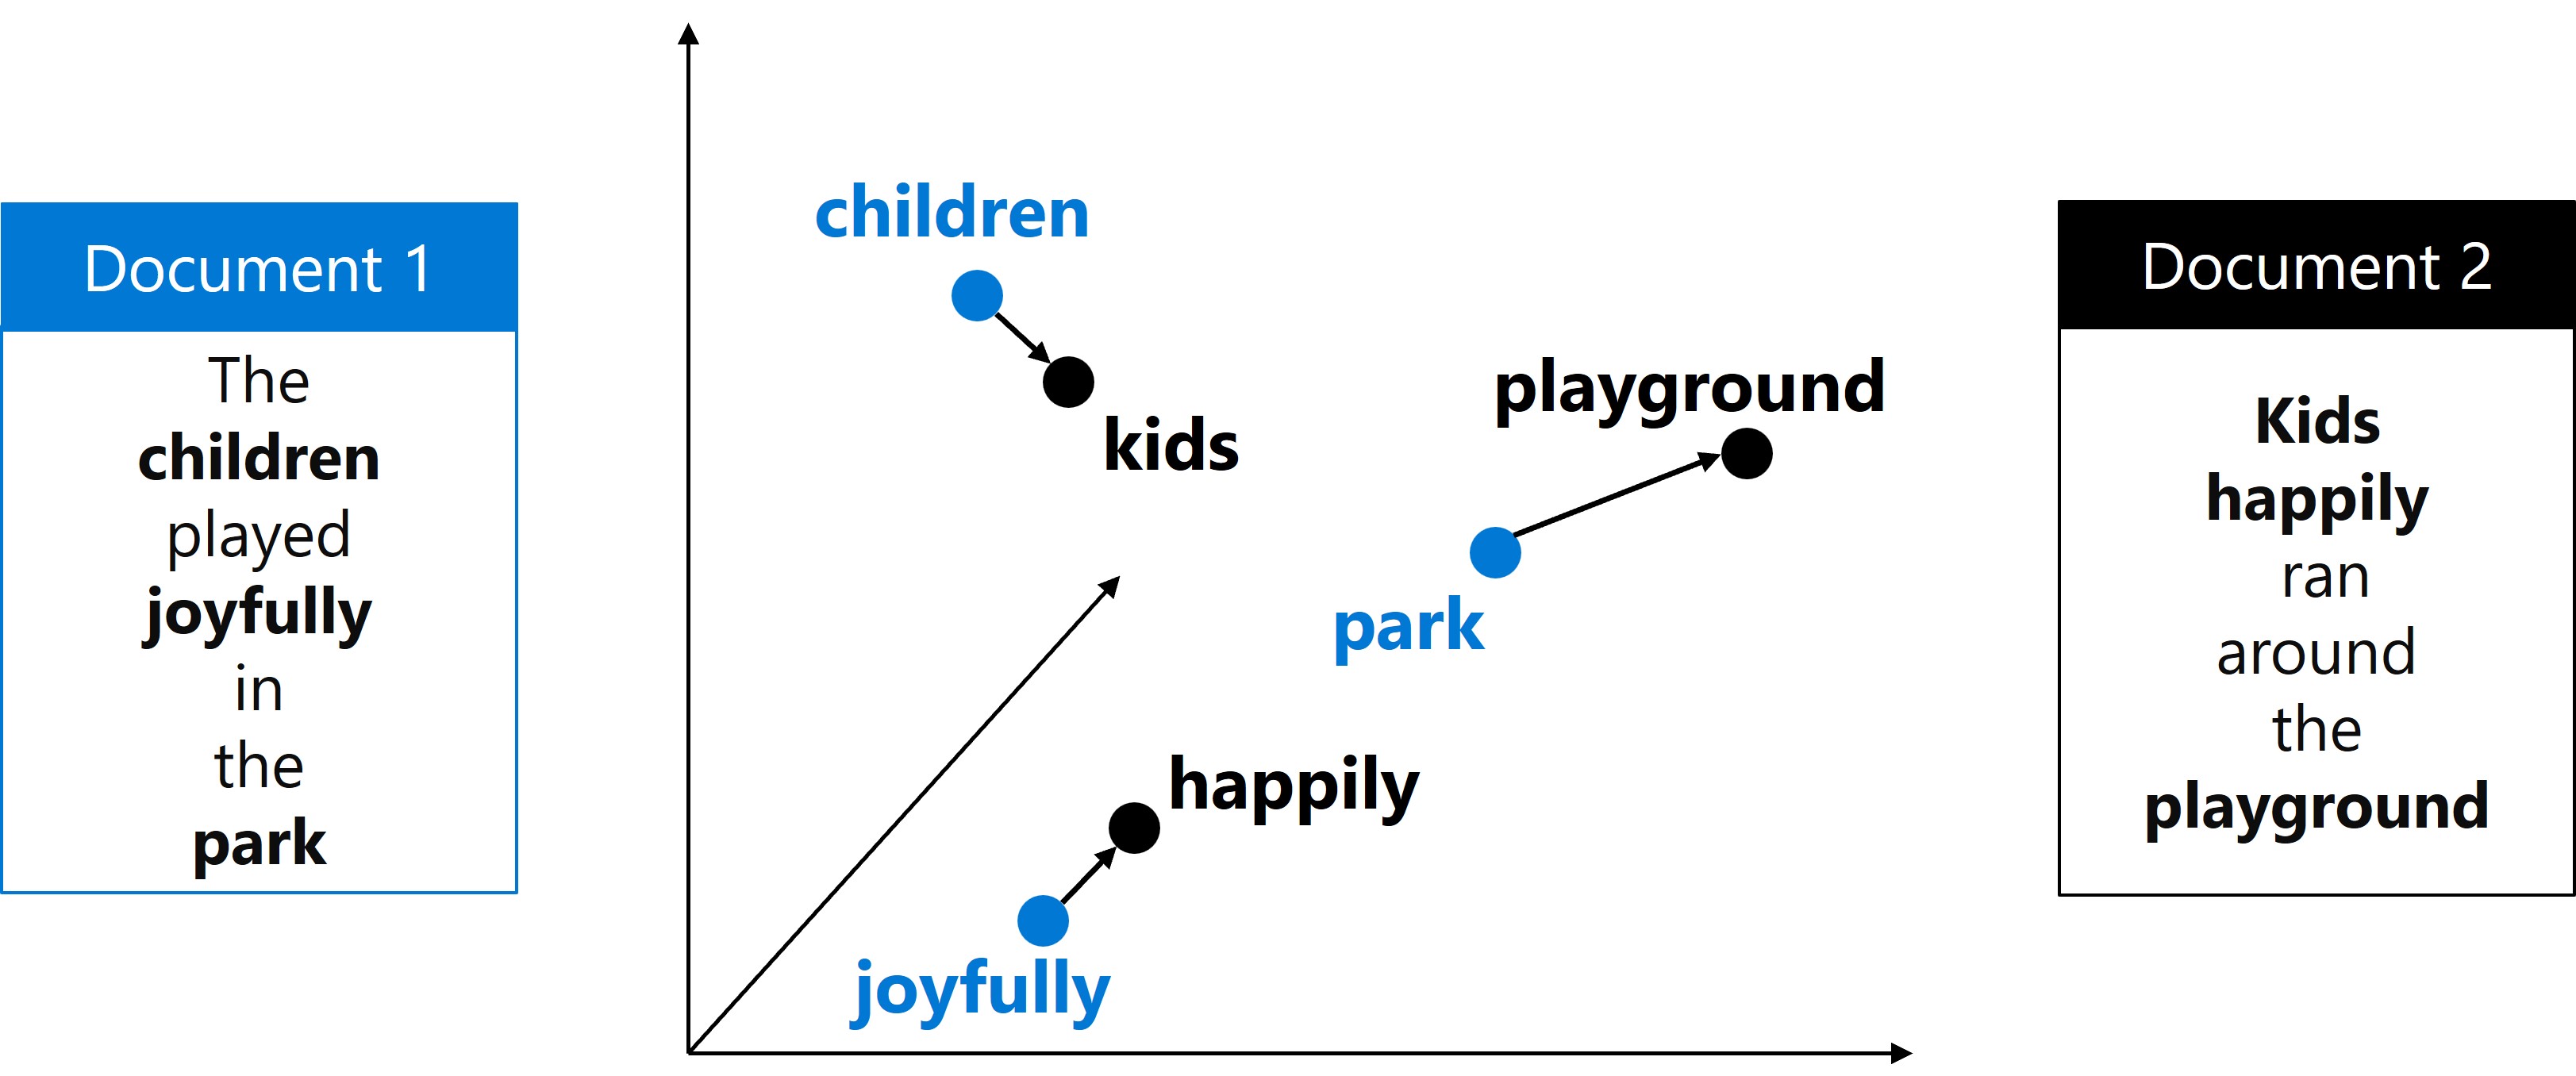 Document 1
The
children
played
joyfully
in
the
park
children
kids
playground
park
happily
joyfully
Document 2
Kids
happily
ran
around
the
playground